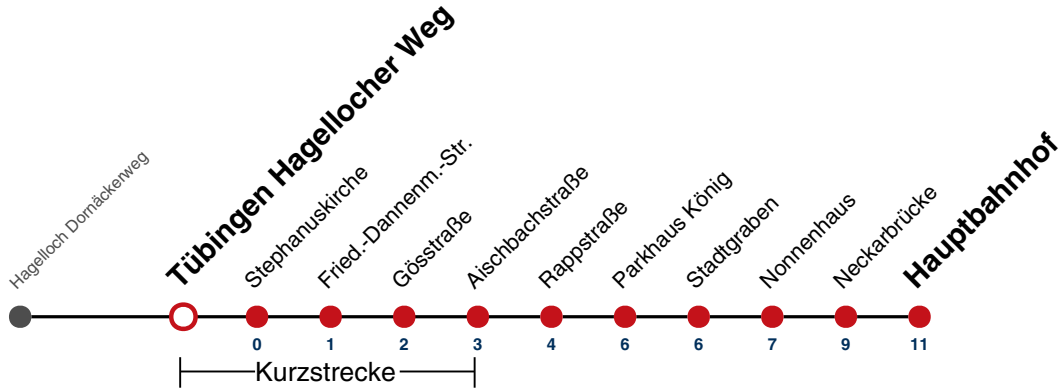 Hagelloch Dornäckerweg
Tübingen Hagellocher Weg
Stephanuskirche
Fried.-Dannenm.-Str.
Gösstraße
Aischbachstraße
Rappstraße
Parkhaus König
Stadtgraben
Nonnenhaus
Neckarbrücke
Hauptbahnhof
0 1 2 3 4 6 6 7 9 11
Kurzstrecke